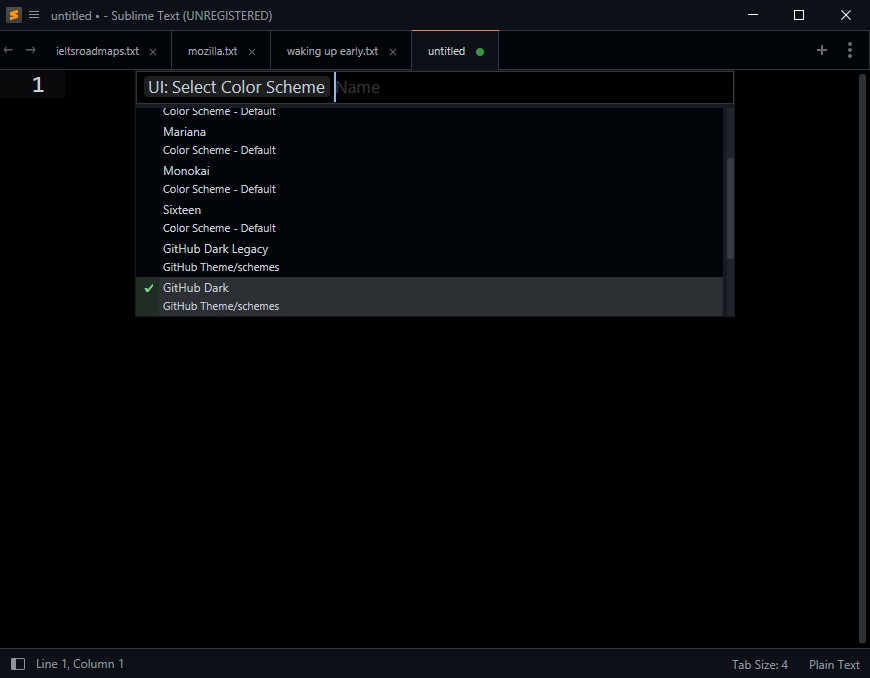 untitled • - Sublime Text (UNREGISTERED)
ieltsroadmaps.txt
mozilla.txt
waking up early.txt
untitled
1
UI: Select Color Scheme Name
Color Scheme - Default
Mariana
Color Scheme - Default
Monokai
Color Scheme - Default
Sixteen
Color Scheme - Default
GitHub Dark Legacy
GitHub Theme/schemes
GitHub Dark
GitHub Theme/schemes
Line 1, Column 1
Tab Size: 4
Plain Text